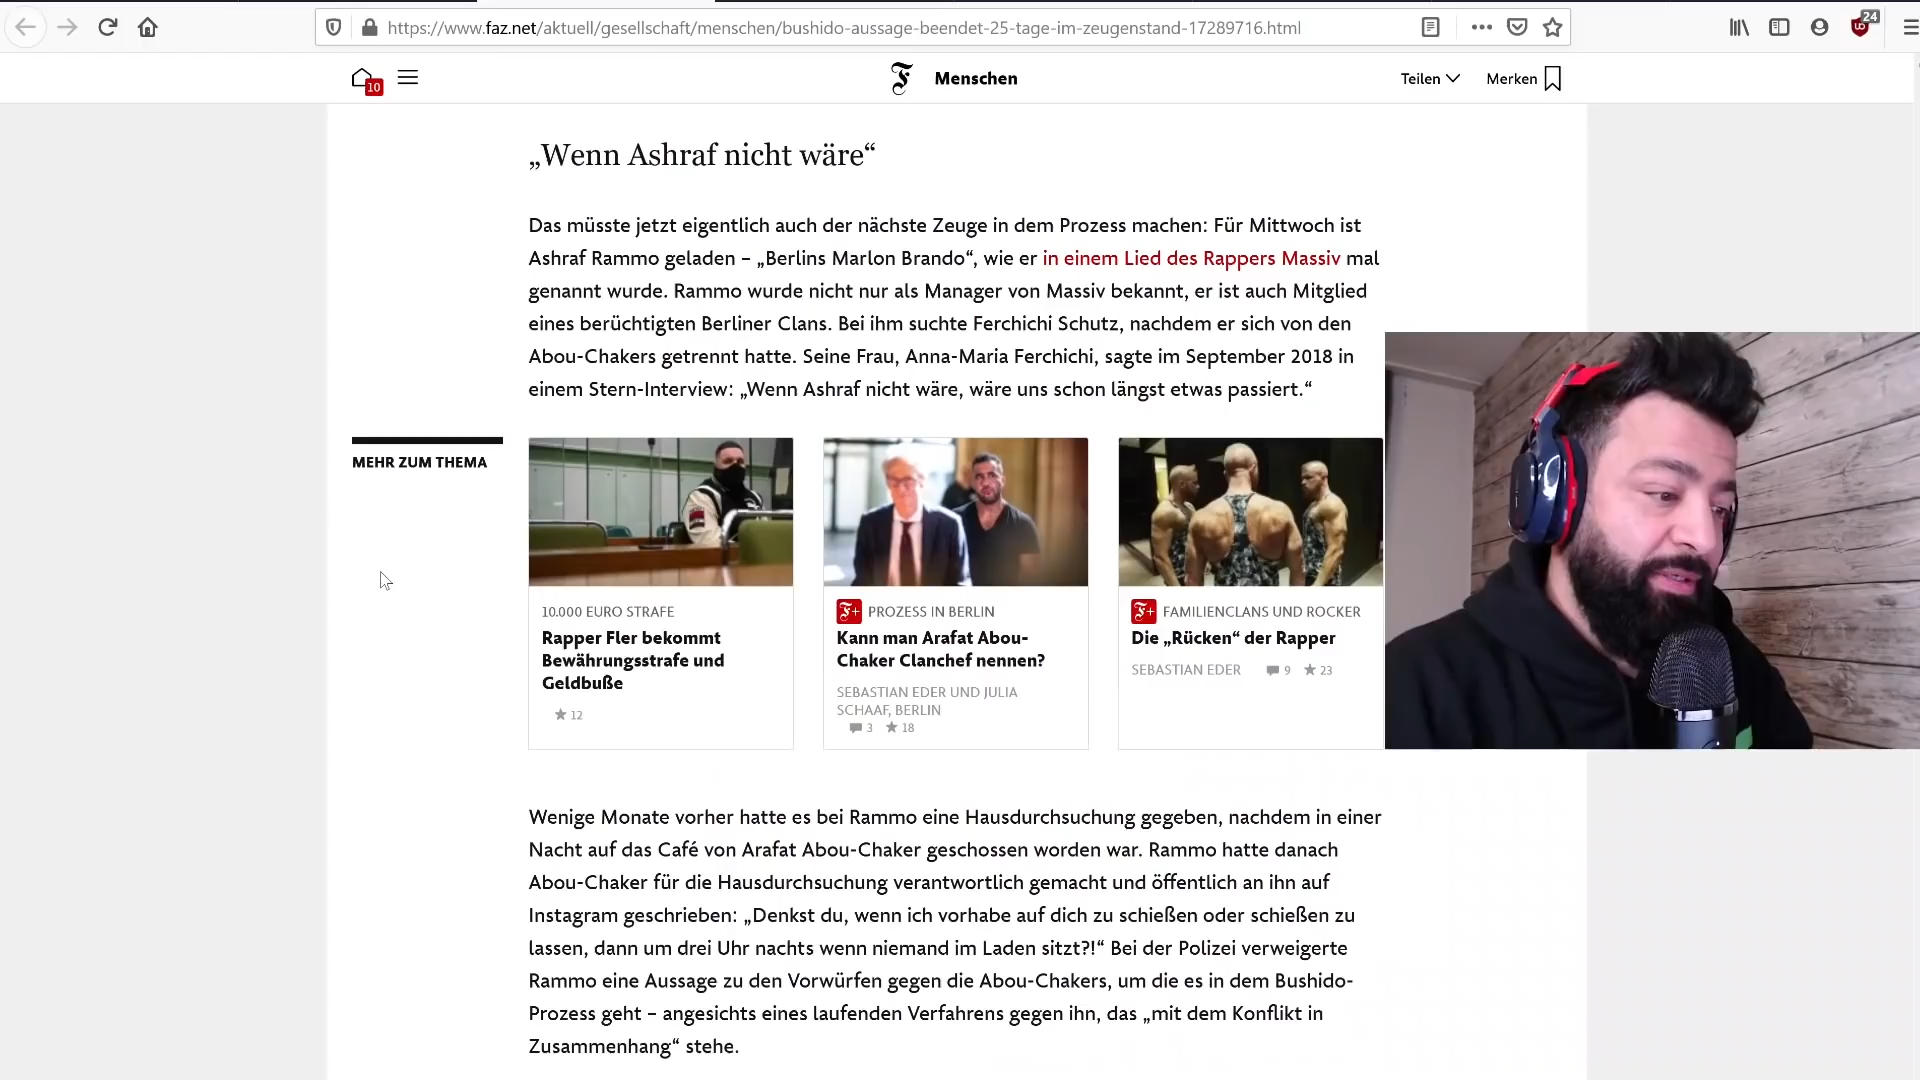 https://www.faz.net/aktuell/gesellschaft/menschen/bushido-aussage-beendet-25-tage-im-zeugenstand-17289716.html
24
10
Menschen
Teilen
Merken
„Wenn Ashraf nicht wäre“
Das müsste jetzt eigentlich auch der nächste Zeuge in dem Prozess machen: Für Mittwoch ist
Ashraf Rammo geladen – „Berlins Marlon Brando“, wie er in einem Lied des Rappers Massiv mal
genannt wurde. Rammo wurde nicht nur als Manager von Massiv bekannt, er ist auch Mitglied
eines berüchtigten Berliner Clans. Bei ihm suchte Ferchichi Schutz, nachdem er sich von den
Abou-Chakers getrennt hatte. Seine Frau, Anna-Maria Ferchichi, sagte im September 2018 in
einem Stern-Interview: „Wenn Ashraf nicht wäre, wäre uns schon längst etwas passiert.“
MEHR ZUM THEMA
10.000 EURO STRAFE
Rapper Fler bekommt
Bewährungsstrafe und
Geldbuße
12
F+ PROZESS IN BERLIN
Kann man Arafat Abou-
Chaker Clanchef nennen?
SEBASTIAN EDER UND JULIA
SCHAAF, BERLIN
3 18
F+ FAMILIENCLANS UND ROCKER
Die „Rücken“ der Rapper
SEBASTIAN EDER 9 23
Wenige Monate vorher hatte es bei Rammo eine Hausdurchsuchung gegeben, nachdem in einer
Nacht auf das Café von Arafat Abou-Chaker geschossen worden war. Rammo hatte danach
Abou-Chaker für die Hausdurchsuchung verantwortlich gemacht und öffentlich an ihn auf
Instagram geschrieben: „Denkst du, wenn ich vorhabe auf dich zu schießen oder schießen zu
lassen, dann um drei Uhr nachts wenn niemand im Laden sitzt?!“ Bei der Polizei verweigerte
Rammo eine Aussage zu den Vorwürfen gegen die Abou-Chakers, um die es in dem Bushido-
Prozess geht – angesichts eines laufenden Verfahrens gegen ihn, das „mit dem Konflikt in
Zusammenhang“ stehe.